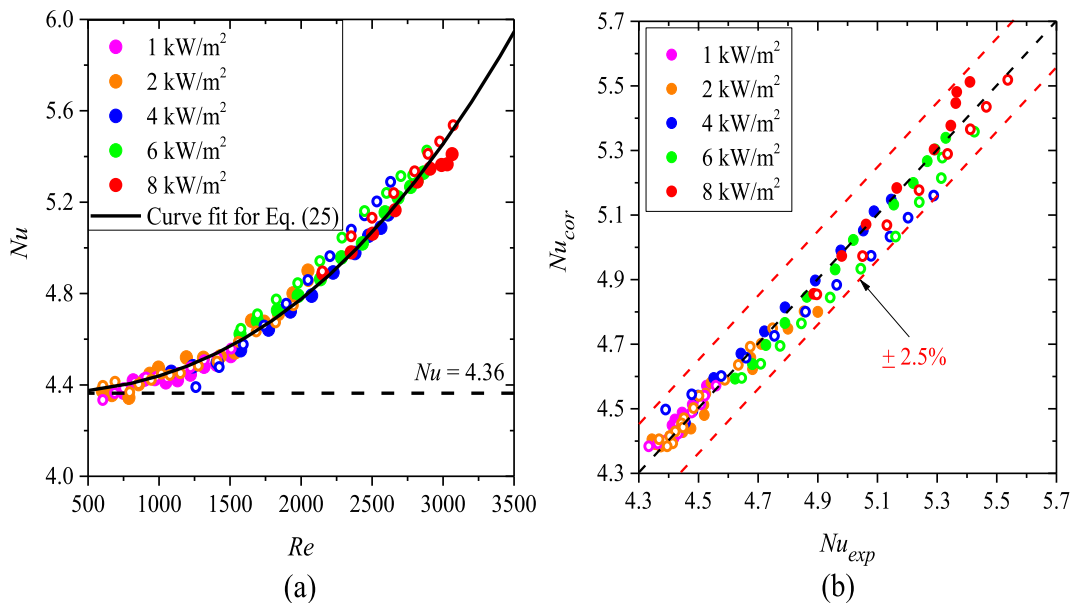 (a)
6.0
5.6
5.2
4.8
4.4
4.0
Nu
1 kW/m²
2 kW/m²
4 kW/m²
6 kW/m²
8 kW/m²
Curve fit for Eq. (25)
Nu = 4.36
500 1000 1500 2000 2500 3000 3500
Re
(a)
(b)
5.7
5.5
5.3
5.1
4.9
4.7
4.5
4.3
Nu_cor
1 kW/m²
2 kW/m²
4 kW/m²
6 kW/m²
8 kW/m²
± 2.5%
4.3 4.5 4.7 4.9 5.1 5.3 5.5 5.7
Nu_exp
(b)